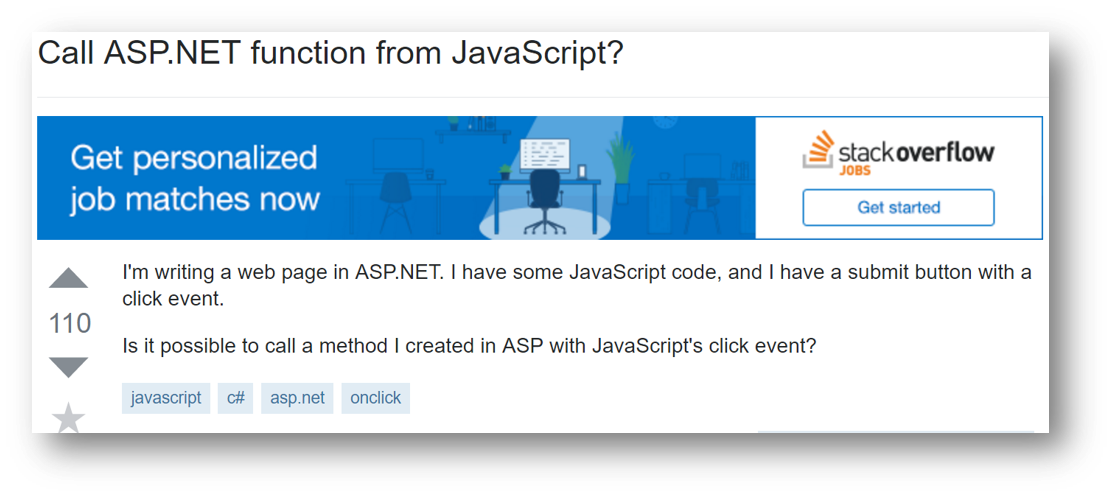 Call ASP.NET function from JavaScript?
Get personalized
job matches now
stackoverflow
JOBS
Get started
I'm writing a web page in ASP.NET. I have some JavaScript code, and I have a submit button with a
click event.
110
Is it possible to call a method I created in ASP with JavaScript's click event?
javascript c# asp.net onclick